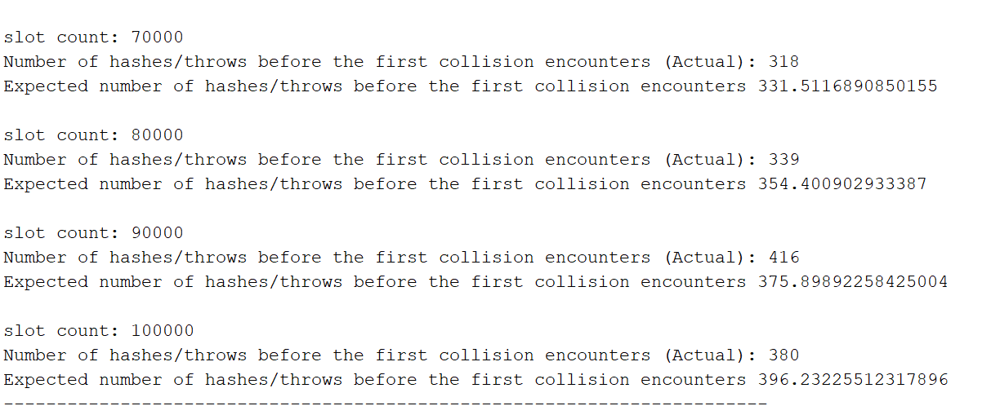 slot count: 70000
Number of hashes/throws before the first collision encounters (Actual): 318
Expected number of hashes/throws before the first collision encounters 331.5116890850155
slot count: 80000
Number of hashes/throws before the first collision encounters (Actual): 339
Expected number of hashes/throws before the first collision encounters 354.400902933387
slot count: 90000
Number of hashes/throws before the first collision encounters (Actual): 416
Expected number of hashes/throws before the first collision encounters 375.89892258425004
slot count: 100000
Number of hashes/throws before the first collision encounters (Actual): 380
Expected number of hashes/throws before the first collision encounters 396.23225512317896
------------------------------------------------------------------------